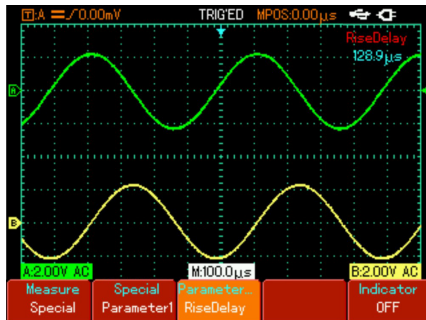 T:A 0.00mV TRIG'ED MPOS:0.00µs
RiseDelay
128.9µs
A
B
A:2.00V AC M:100.0µs B:2.00V AC
Measure Special Parameter... Indicator
Special Parameter1 RiseDelay OFF